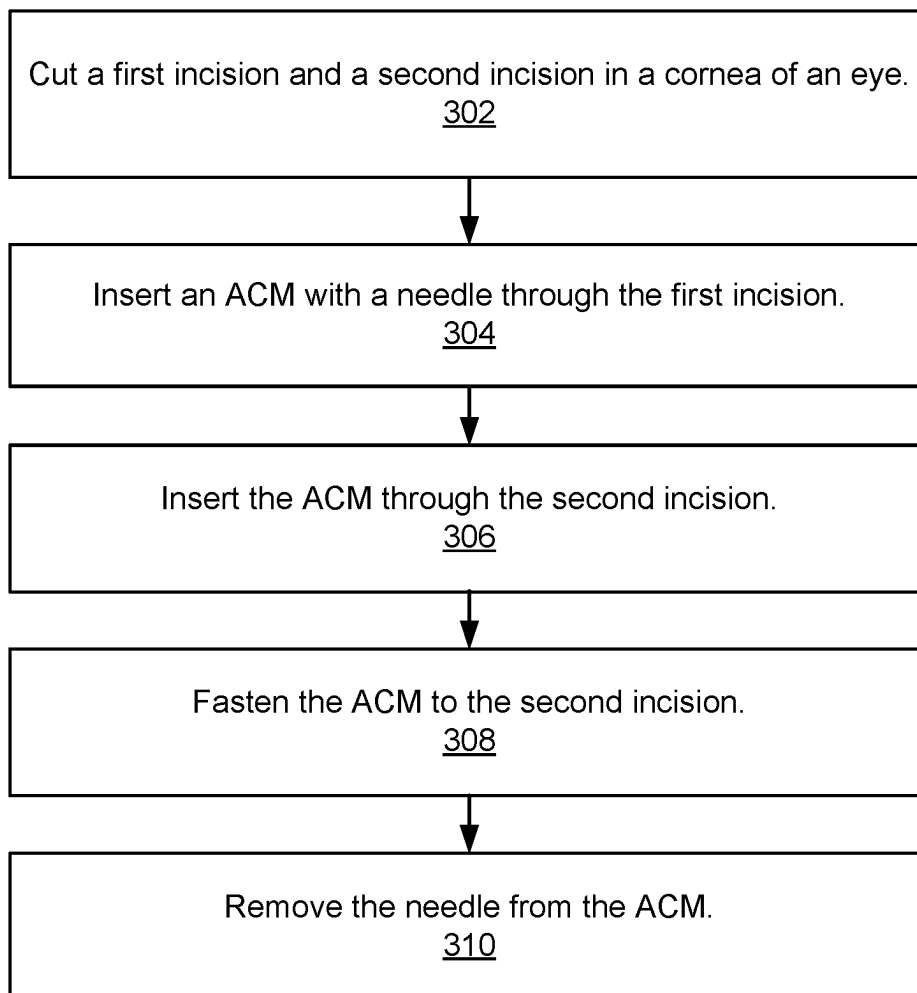 Cut a first incision and a second incision in a cornea of an eye.
302
Insert an ACM with a needle through the first incision.
304
Insert the ACM through the second incision.
306
Fasten the ACM to the second incision.
308
Remove the needle from the ACM.
310